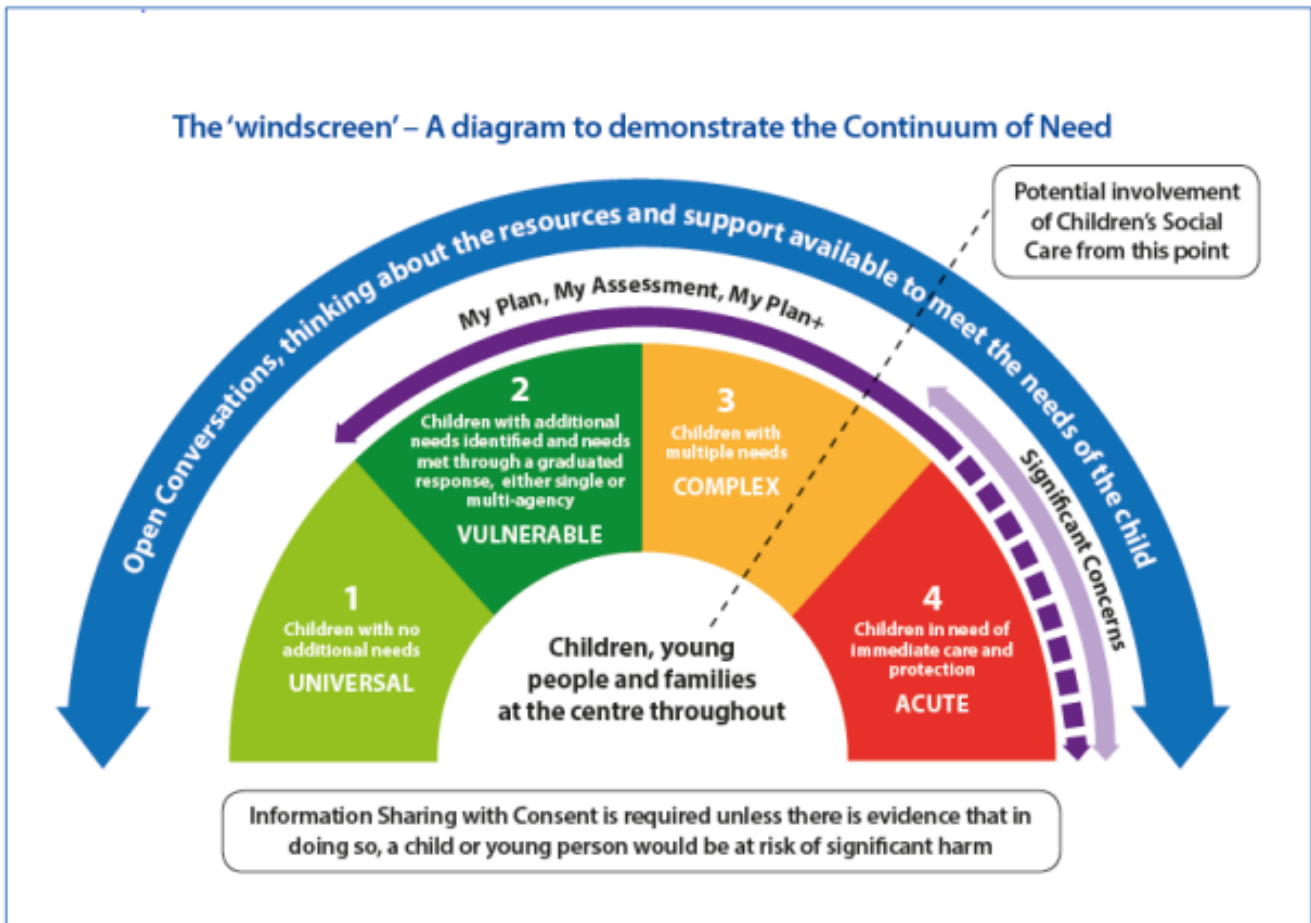 The ‘windscreen’ – A diagram to demonstrate the Continuum of Need
Potential involvement
of Children’s Social
Care from this point
Open Conversations, thinking about the resources and support available to meet the needs of the child
My Plan, My Assessment, My Plan+
Significant Concerns
1
Children with no
additional needs
UNIVERSAL
2
Children with additional
needs identified and needs
met through a graduated
response, either single or
multi-agency
VULNERABLE
3
Children with
multiple needs
COMPLEX
4
Children in need of
immediate care and
protection
ACUTE
Children, young
people and families
at the centre throughout
Information Sharing with Consent is required unless there is evidence that in
doing so, a child or young person would be at risk of significant harm